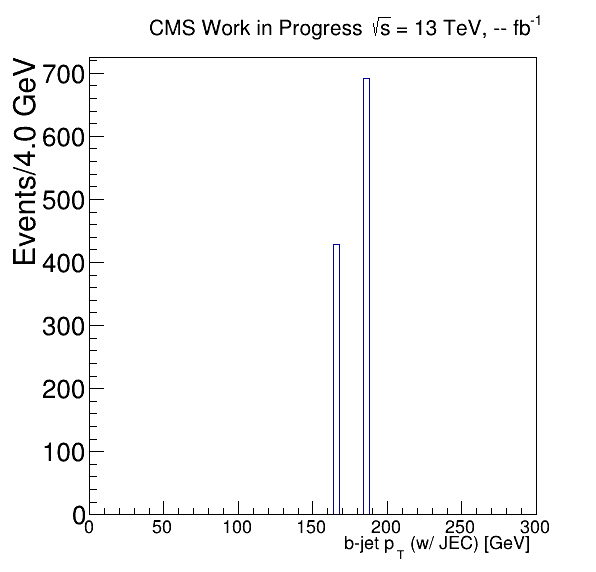 CMS Work in Progress √s = 13 TeV, -- fb⁻¹
Events/4.0 GeV
700
600
500
400
300
200
100
0
0 50 100 150 200 250 300
b-jet p_T (w/ JEC) [GeV]